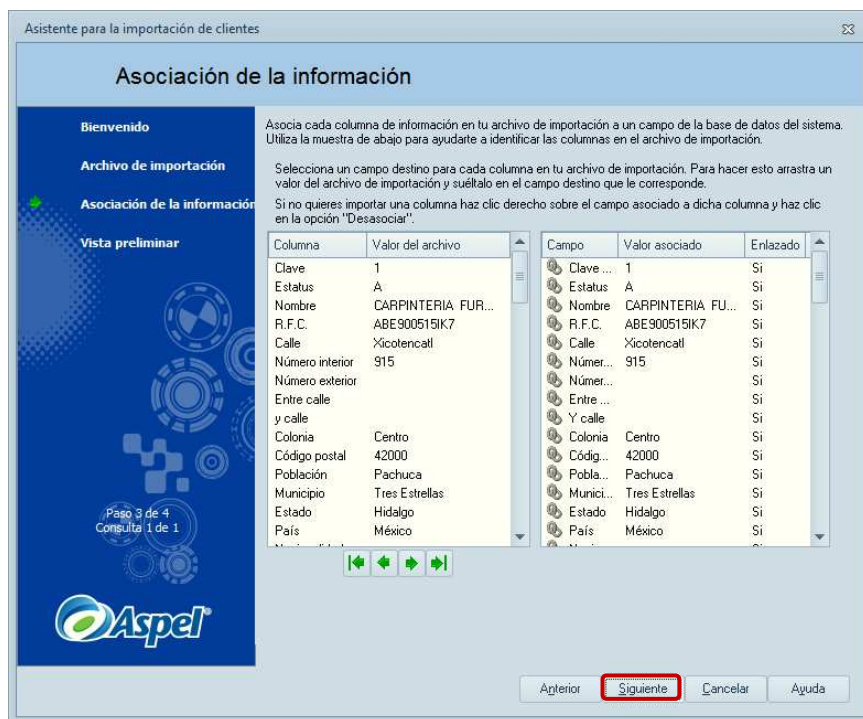 Asistente para la importación de clientes
Asociación de la información
Bienvenido
Archivo de importación
Asociación de la información
Vista preliminar
Paso 3 de 4
Consulta 1 de 1
Aspel
Asocia cada columna de información en tu archivo de importación a un campo de la base de datos del sistema.
Utiliza la muestra de abajo para ayudarte a identificar las columnas en el archivo de importación.
Selecciona un campo destino para cada columna en tu archivo de importación. Para hacer esto arrastra un
valor del archivo de importación y suéltalo en el campo destino que le corresponde.
Si no quieres importar una columna haz clic derecho sobre el campo asociado a dicha columna y haz clic
en la opción "Desasociar".
Columna Valor del archivo
Clave 1
Estatus A
Nombre CARPINTERIA FUR...
R.F.C. ABE900515IK7
Calle Xicotencatl
Número interior 915
Número exterior
Entre calle
y calle
Colonia Centro
Código postal 42000
Población Pachuca
Municipio Tres Estrellas
Estado Hidalgo
País México
Campo Valor asociado Enlazado
Clave ... 1 Si
Estatus A Si
Nombre CARPINTERIA FU... Si
R.F.C. ABE900515IK7 Si
Calle Xicotencatl Si
Númer... 915 Si
Númer... Si
Entre ... Si
Y calle Si
Colonia Centro Si
Códig... 42000 Si
Pobla... Pachuca Si
Munici... Tres Estrellas Si
Estado Hidalgo Si
País México Si
Anterior Siguiente Cancelar Ayuda